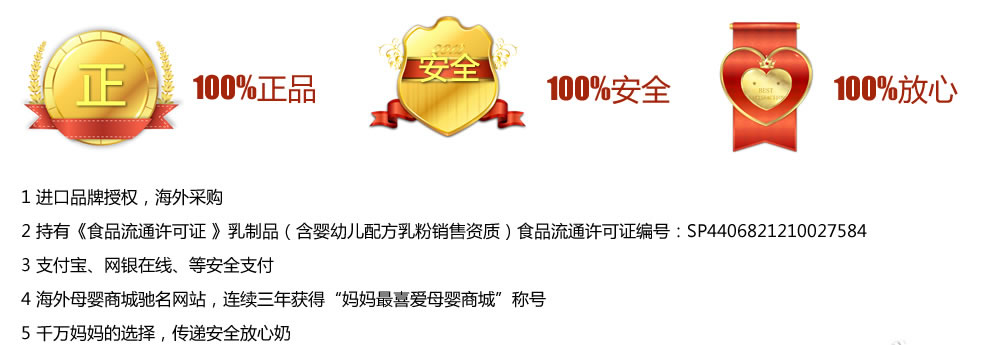 正
100%正品
安全
100%安全
BEST
100%放心
1 进口品牌授权，海外采购
2 持有《食品流通许可证 》乳制品（含婴幼儿配方乳粉销售资质）食品流通许可证编号：SP4406821210027584
3 支付宝、网银在线、等安全支付
4 海外母婴商城驰名网站，连续三年获得“妈妈最喜爱母婴商城”称号
5 千万妈妈的选择，传递安全放心奶